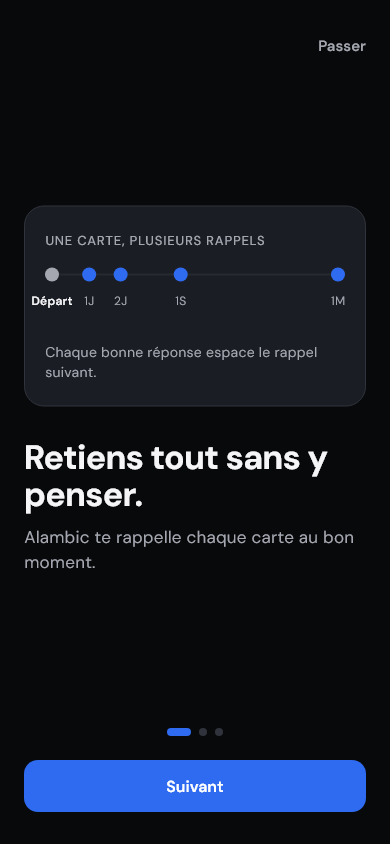 Passer
UNE CARTE, PLUSIEURS RAPPELS
Départ 1J 2J 1S 1M
Chaque bonne réponse espace le rappel
suivant.
Retiens tout sans y
penser.
Alambic te rappelle chaque carte au bon
moment.
Suivant